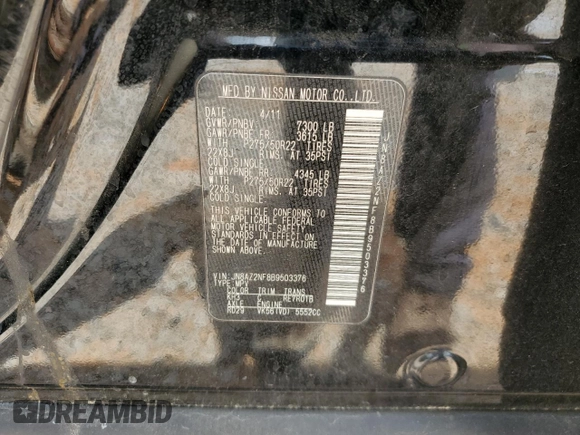 MFD BY NISSAN MOTOR CO.,LTD.
DATE 4/11
GVWR/PNBV 7300 LB
GAWR/PNBE FR 3615 LB
WITH P275/50R22 TIRES
22X8J RIMS, AT 35PSI
COLD SINGLE
GAWR/PNBE RR 4345 LB
WITH P275/50R22 TIRES
22X8J RIMS, AT 35PSI
COLD SINGLE
THIS VEHICLE CONFORMS TO
ALL APPLICABLE FEDERAL
MOTOR VEHICLE SAFETY
STANDARDS IN EFFECT ON
THE DATE OF MANUFACTURE
SHOWN ABOVE.
VIN:JN8AZ2NF8B9503376
TYPE:MPV
COLOR TRIM TRANS
KH3 REYROTB
AXLE ENGINE
RD29 VK56(VD) 5552CC
JN8AZ2NF8B9503376
DREAMBID